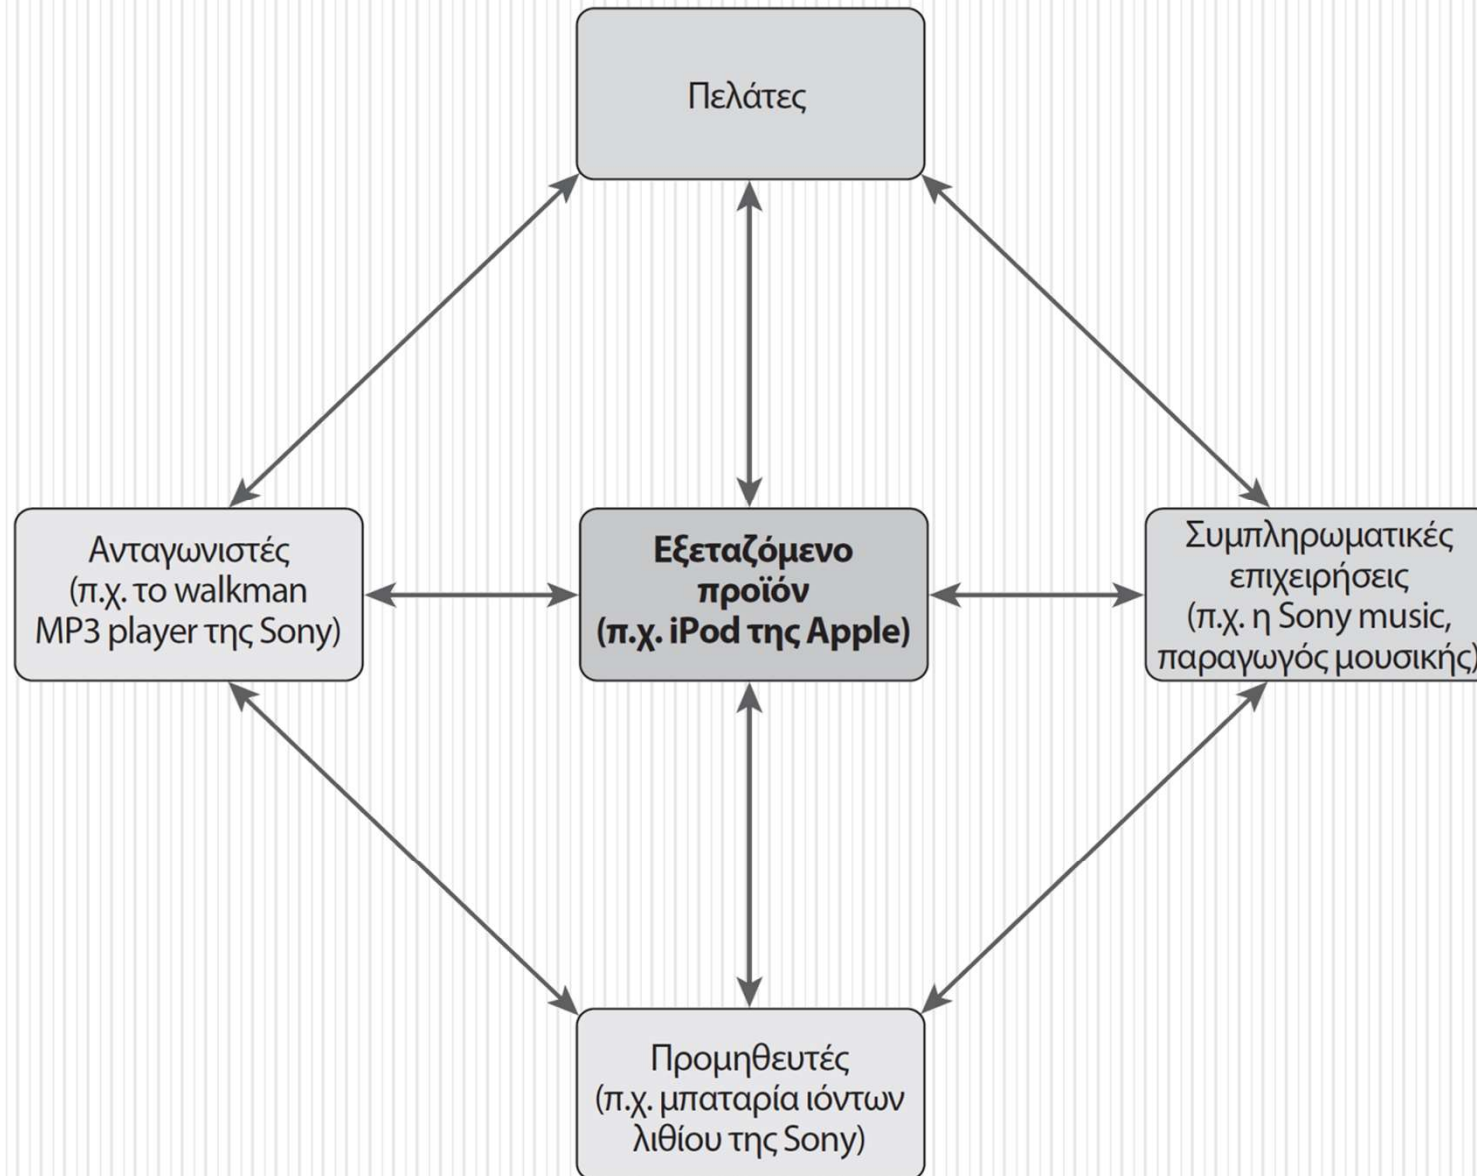 Πελάτες
Ανταγωνιστές
(π.χ. το walkman
MP3 player της Sony)
Εξεταζόμενο
προϊόν
(π.χ. iPod της Apple)
Συμπληρωματικές
επιχειρήσεις
(π.χ. η Sony music,
παραγωγός μουσικής)
Προμηθευτές
(π.χ. μπαταρία ιόντων
λιθίου της Sony)